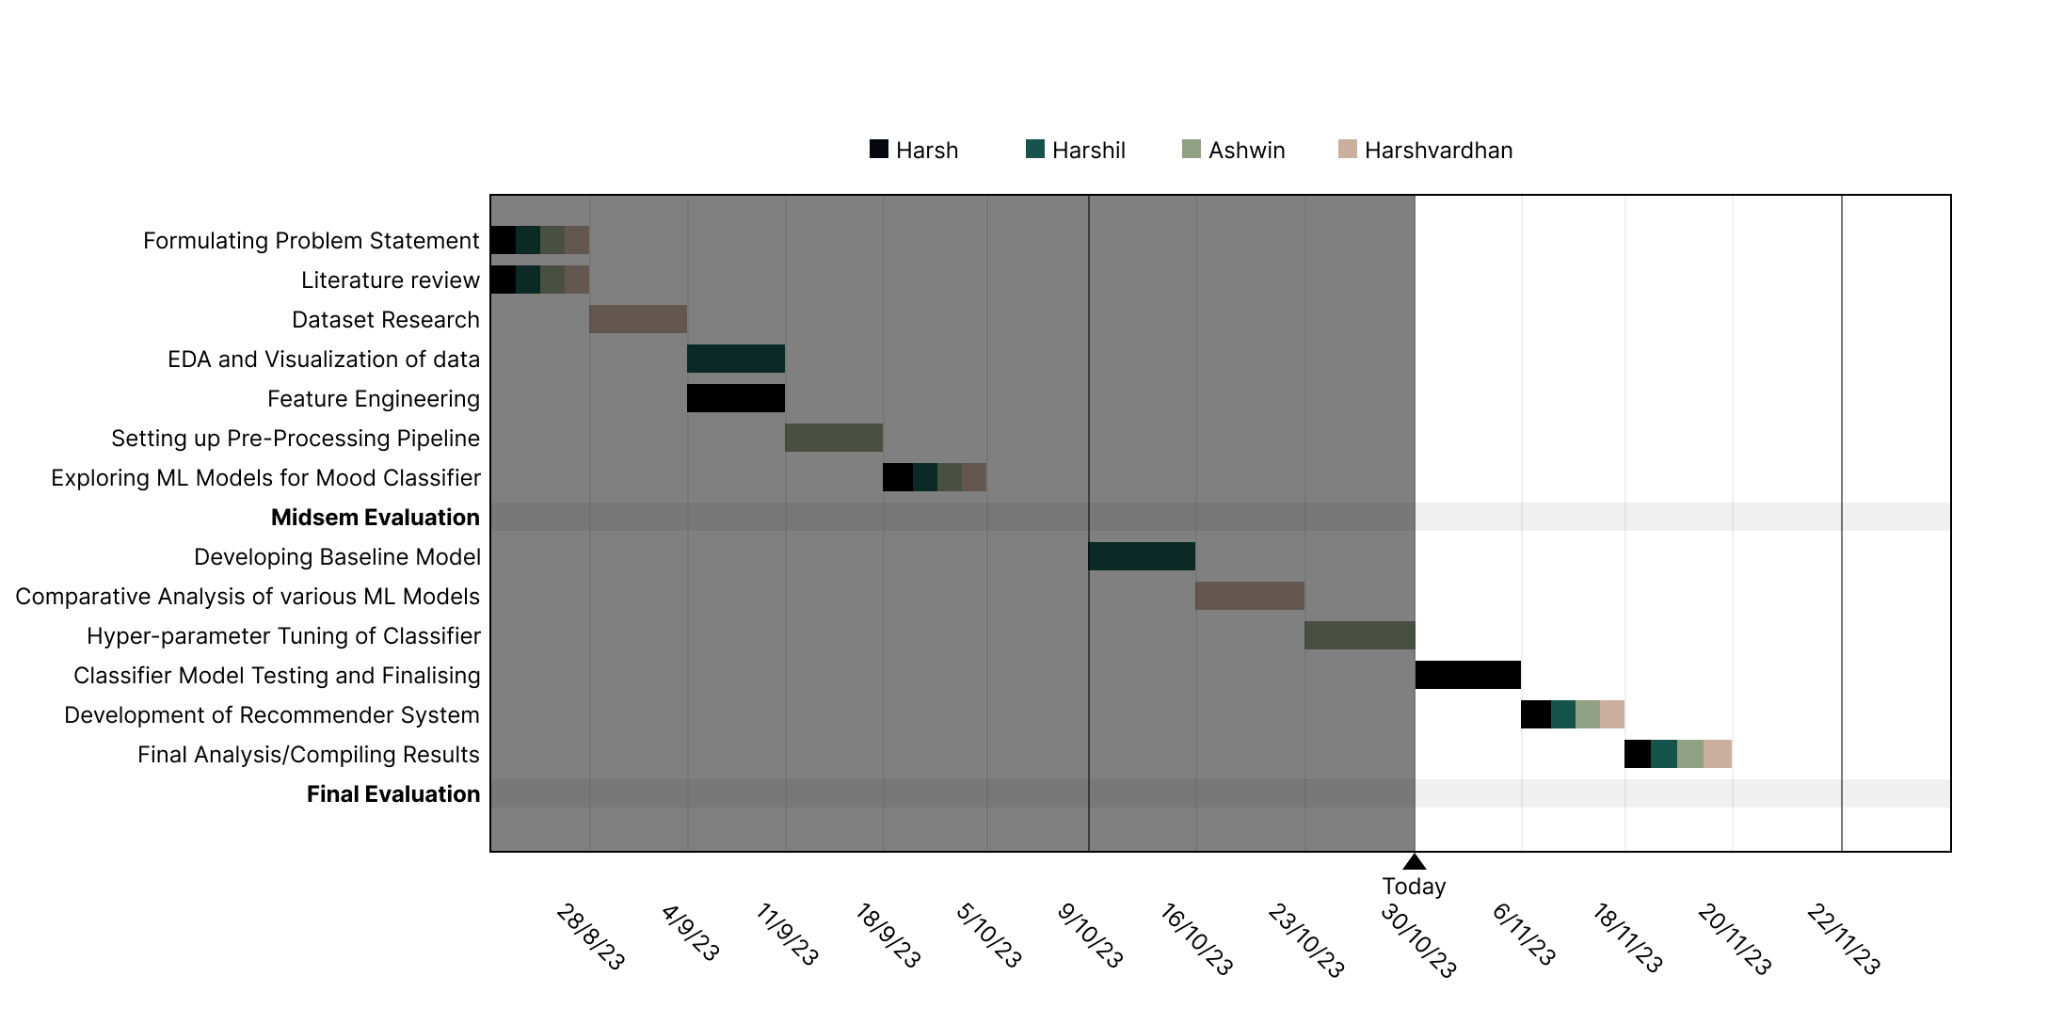 Harsh Harshil Ashwin Harshvardhan
Formulating Problem Statement
Literature review
Dataset Research
EDA and Visualization of data
Feature Engineering
Setting up Pre-Processing Pipeline
Exploring ML Models for Mood Classifier
Midsem Evaluation
Developing Baseline Model
Comparative Analysis of various ML Models
Hyper-parameter Tuning of Classifier
Classifier Model Testing and Finalising
Development of Recommender System
Final Analysis/Compiling Results
Final Evaluation
Today
28/8/23 4/9/23 11/9/23 18/9/23 5/10/23 9/10/23 16/10/23 23/10/23 30/10/23 6/11/23 18/11/23 20/11/23 22/11/23